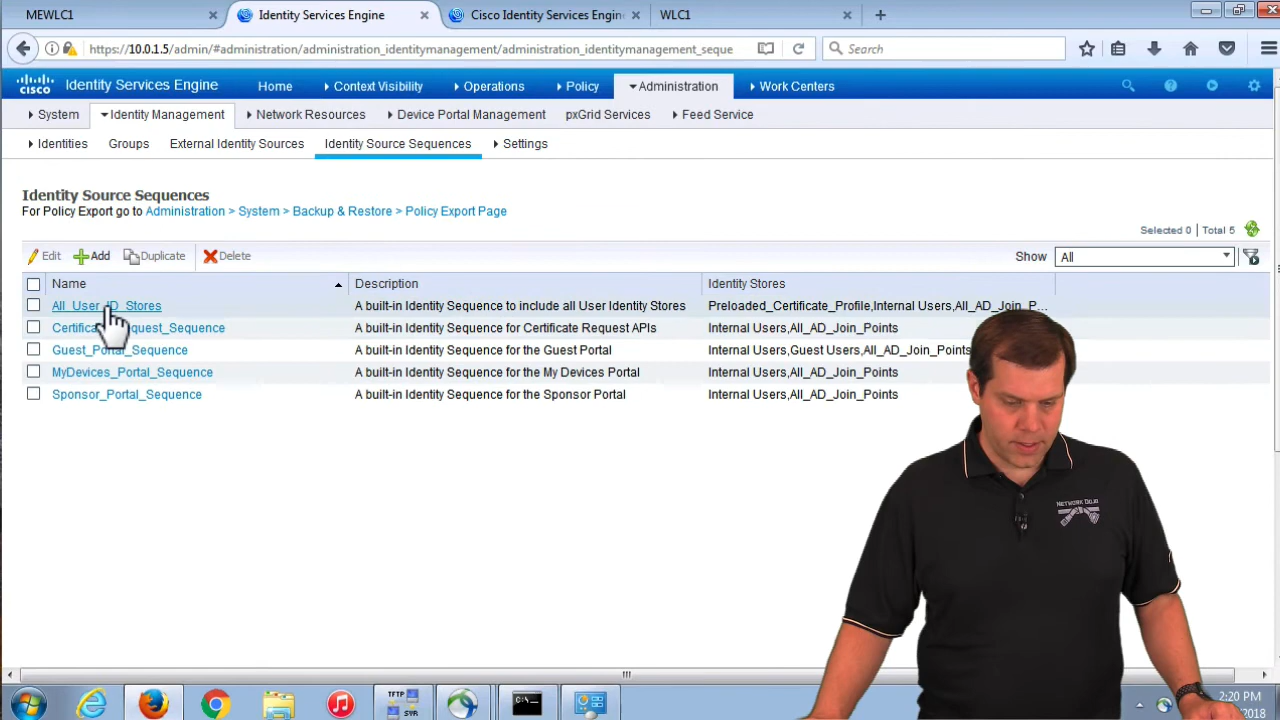 MEWLC1
Identity Services Engine
Cisco Identity Services Engin
WLC1
https://10.0.1.5/admin/#administration/administration_identitymanagement/administration_identitymanagement_seque
Search
CISCO Identity Services Engine
Home
Context Visibility
Operations
Policy
Administration
Work Centers
System
Identity Management
Network Resources
Device Portal Management
pxGrid Services
Feed Service
Identities
Groups
External Identity Sources
Identity Source Sequences
Settings
Identity Source Sequences
For Policy Export go to Administration > System > Backup & Restore > Policy Export Page
Selected 0 | Total 5
Edit
Add
Duplicate
Delete
Show
All
Name
Description
Identity Stores
All_User_ID_Stores
A built-in Identity Sequence to include all User Identity Stores
Preloaded_Certificate_Profile,Internal Users,All_AD_Join_P...
A built-in Identity Sequence for Certificate Request APIs
Internal Users,All_AD_Join_Points
Guest_Portal_Sequence
A built-in Identity Sequence for the Guest Portal
Internal Users,Guest Users,All_AD_Join_Points
MyDevices_Portal_Sequence
A built-in Identity Sequence for the My Devices Portal
Internal Users,All_AD_Join_Points
Sponsor_Portal_Sequence
A built-in Identity Sequence for the Sponsor Portal
Internal Users,All_AD_Join_Points
NETWORK DOJO
TFTP
SVR
C:\_
2:20 PM